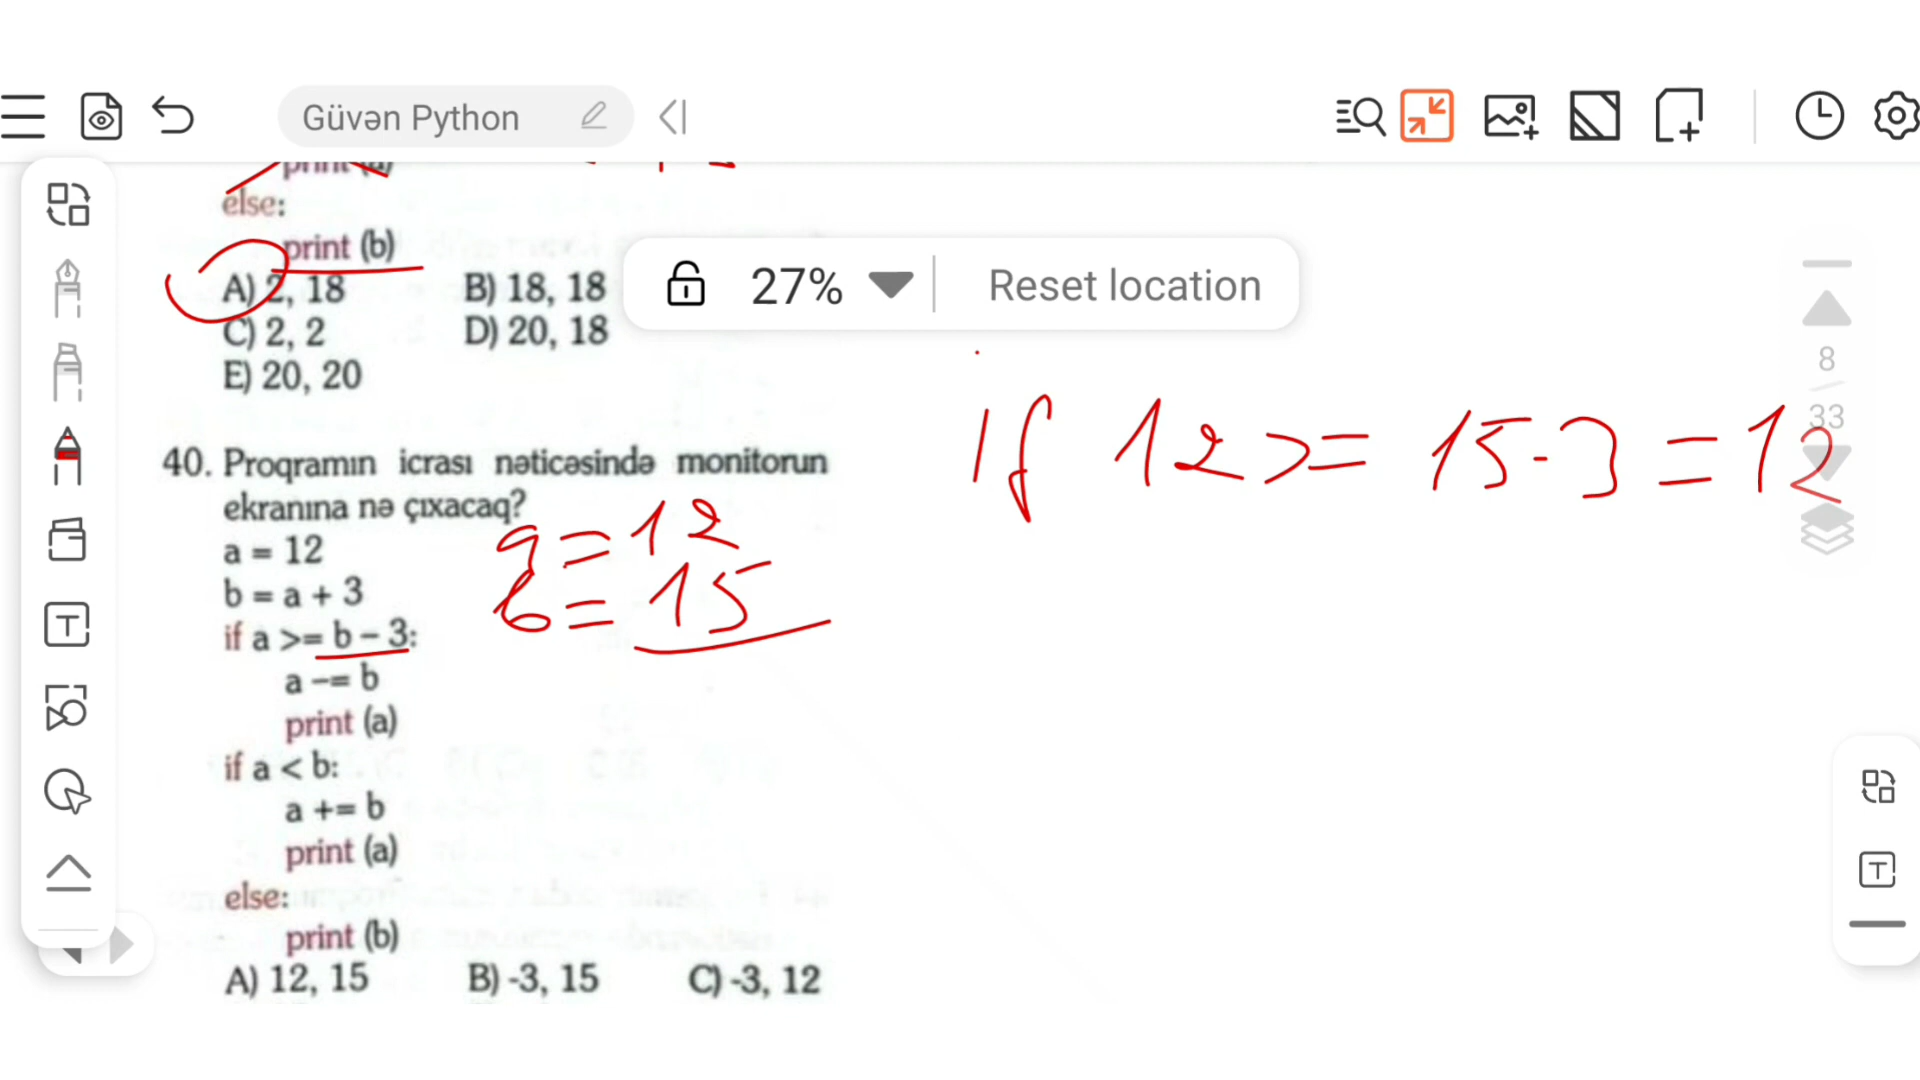 Güvən Python
print (a)
else:
print (b)
A) 2, 18 B) 18, 18
C) 2, 2 D) 20, 18
E) 20, 20
27% Reset location
8
33
if 12 >= 15-3 = 12
40. Proqramın icrası nəticəsində monitorun
ekranına nə çıxacaq?
a = 12
b = a + 3
if a >= b – 3:
a –= b
print (a)
if a < b:
a += b
print (a)
else:
print (b)
A) 12, 15 B) -3, 15 C) -3, 12
a = 12
b = 15